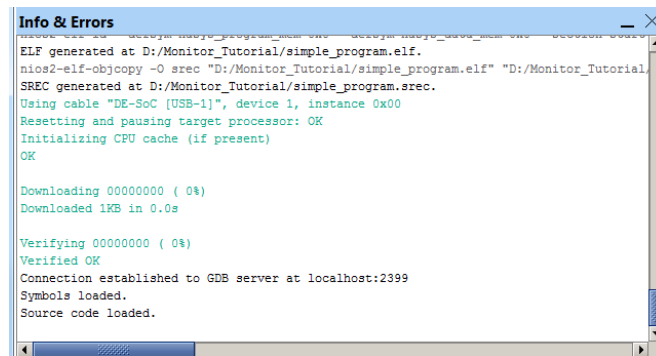 Info & Errors
ELF generated at D:/Monitor_Tutorial/simple_program.elf.
nios2-elf-objcopy -O srec "D:/Monitor_Tutorial/simple_program.elf" "D:/Monitor_Tutorial/
SREC generated at D:/Monitor_Tutorial/simple_program.srec.
Using cable "DE-SoC [USB-1]", device 1, instance 0x00
Resetting and pausing target processor: OK
Initializing CPU cache (if present)
OK
Downloading 00000000 ( 0%)
Downloaded 1KB in 0.0s
Verifying 00000000 ( 0%)
Verified OK
Connection established to GDB server at localhost:2399
Symbols loaded.
Source code loaded.